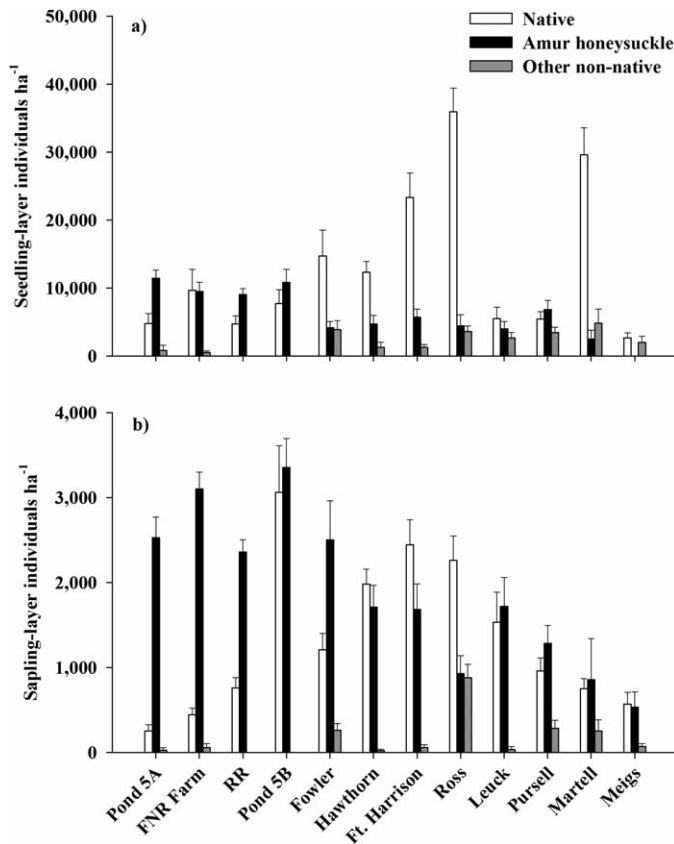 a)
Native
Amur honeysuckle
Other non-native
50,000
40,000
30,000
20,000
10,000
0
Seedling-layer individuals ha⁻¹
b)
4,000
3,000
2,000
1,000
0
Sapling-layer individuals ha⁻¹
Pond 5A
FNR Farm
RR
Pond 5B
Fowler
Hawthorn
Ft. Harrison
Ross
Leuck
Pursell
Martell
Meigs